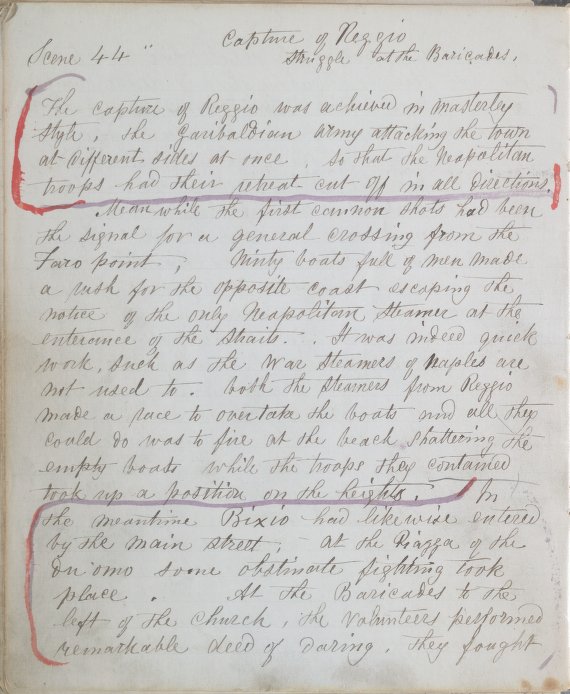 Capture of Reggio
Scene 44" Struggle at the Baricades.
The capture of Reggio was achieved in masterley
style, the Garibaldian army attacking the town
at different sides at once, so that the Neapolitan
troops had their retreat cut off in all directions.
Mean while the first cannon shots had been
the signal for a general crossing from the
Faro point; Ninty boats full of men made
a rush for the opposite coast escaping the
notice of the only Neapolitan Steamer at the
enterance of the straits. It was indeed quick
work, such as the War Steamers of Naples are
not used to. both the steamers from Reggio
made a race to overtake the boats and all they
could do was to fire at the beach shattering the
empty boats while the troops they contained
took up a position on the heights. In
the meantime Bixio had likewise entered
by the main street, at the Piazza of the
Du'omo some obstinate fighting took
place. At the Baricades to the
left of the Church, the Volunteers performed
remarkable deed of daring, they fought